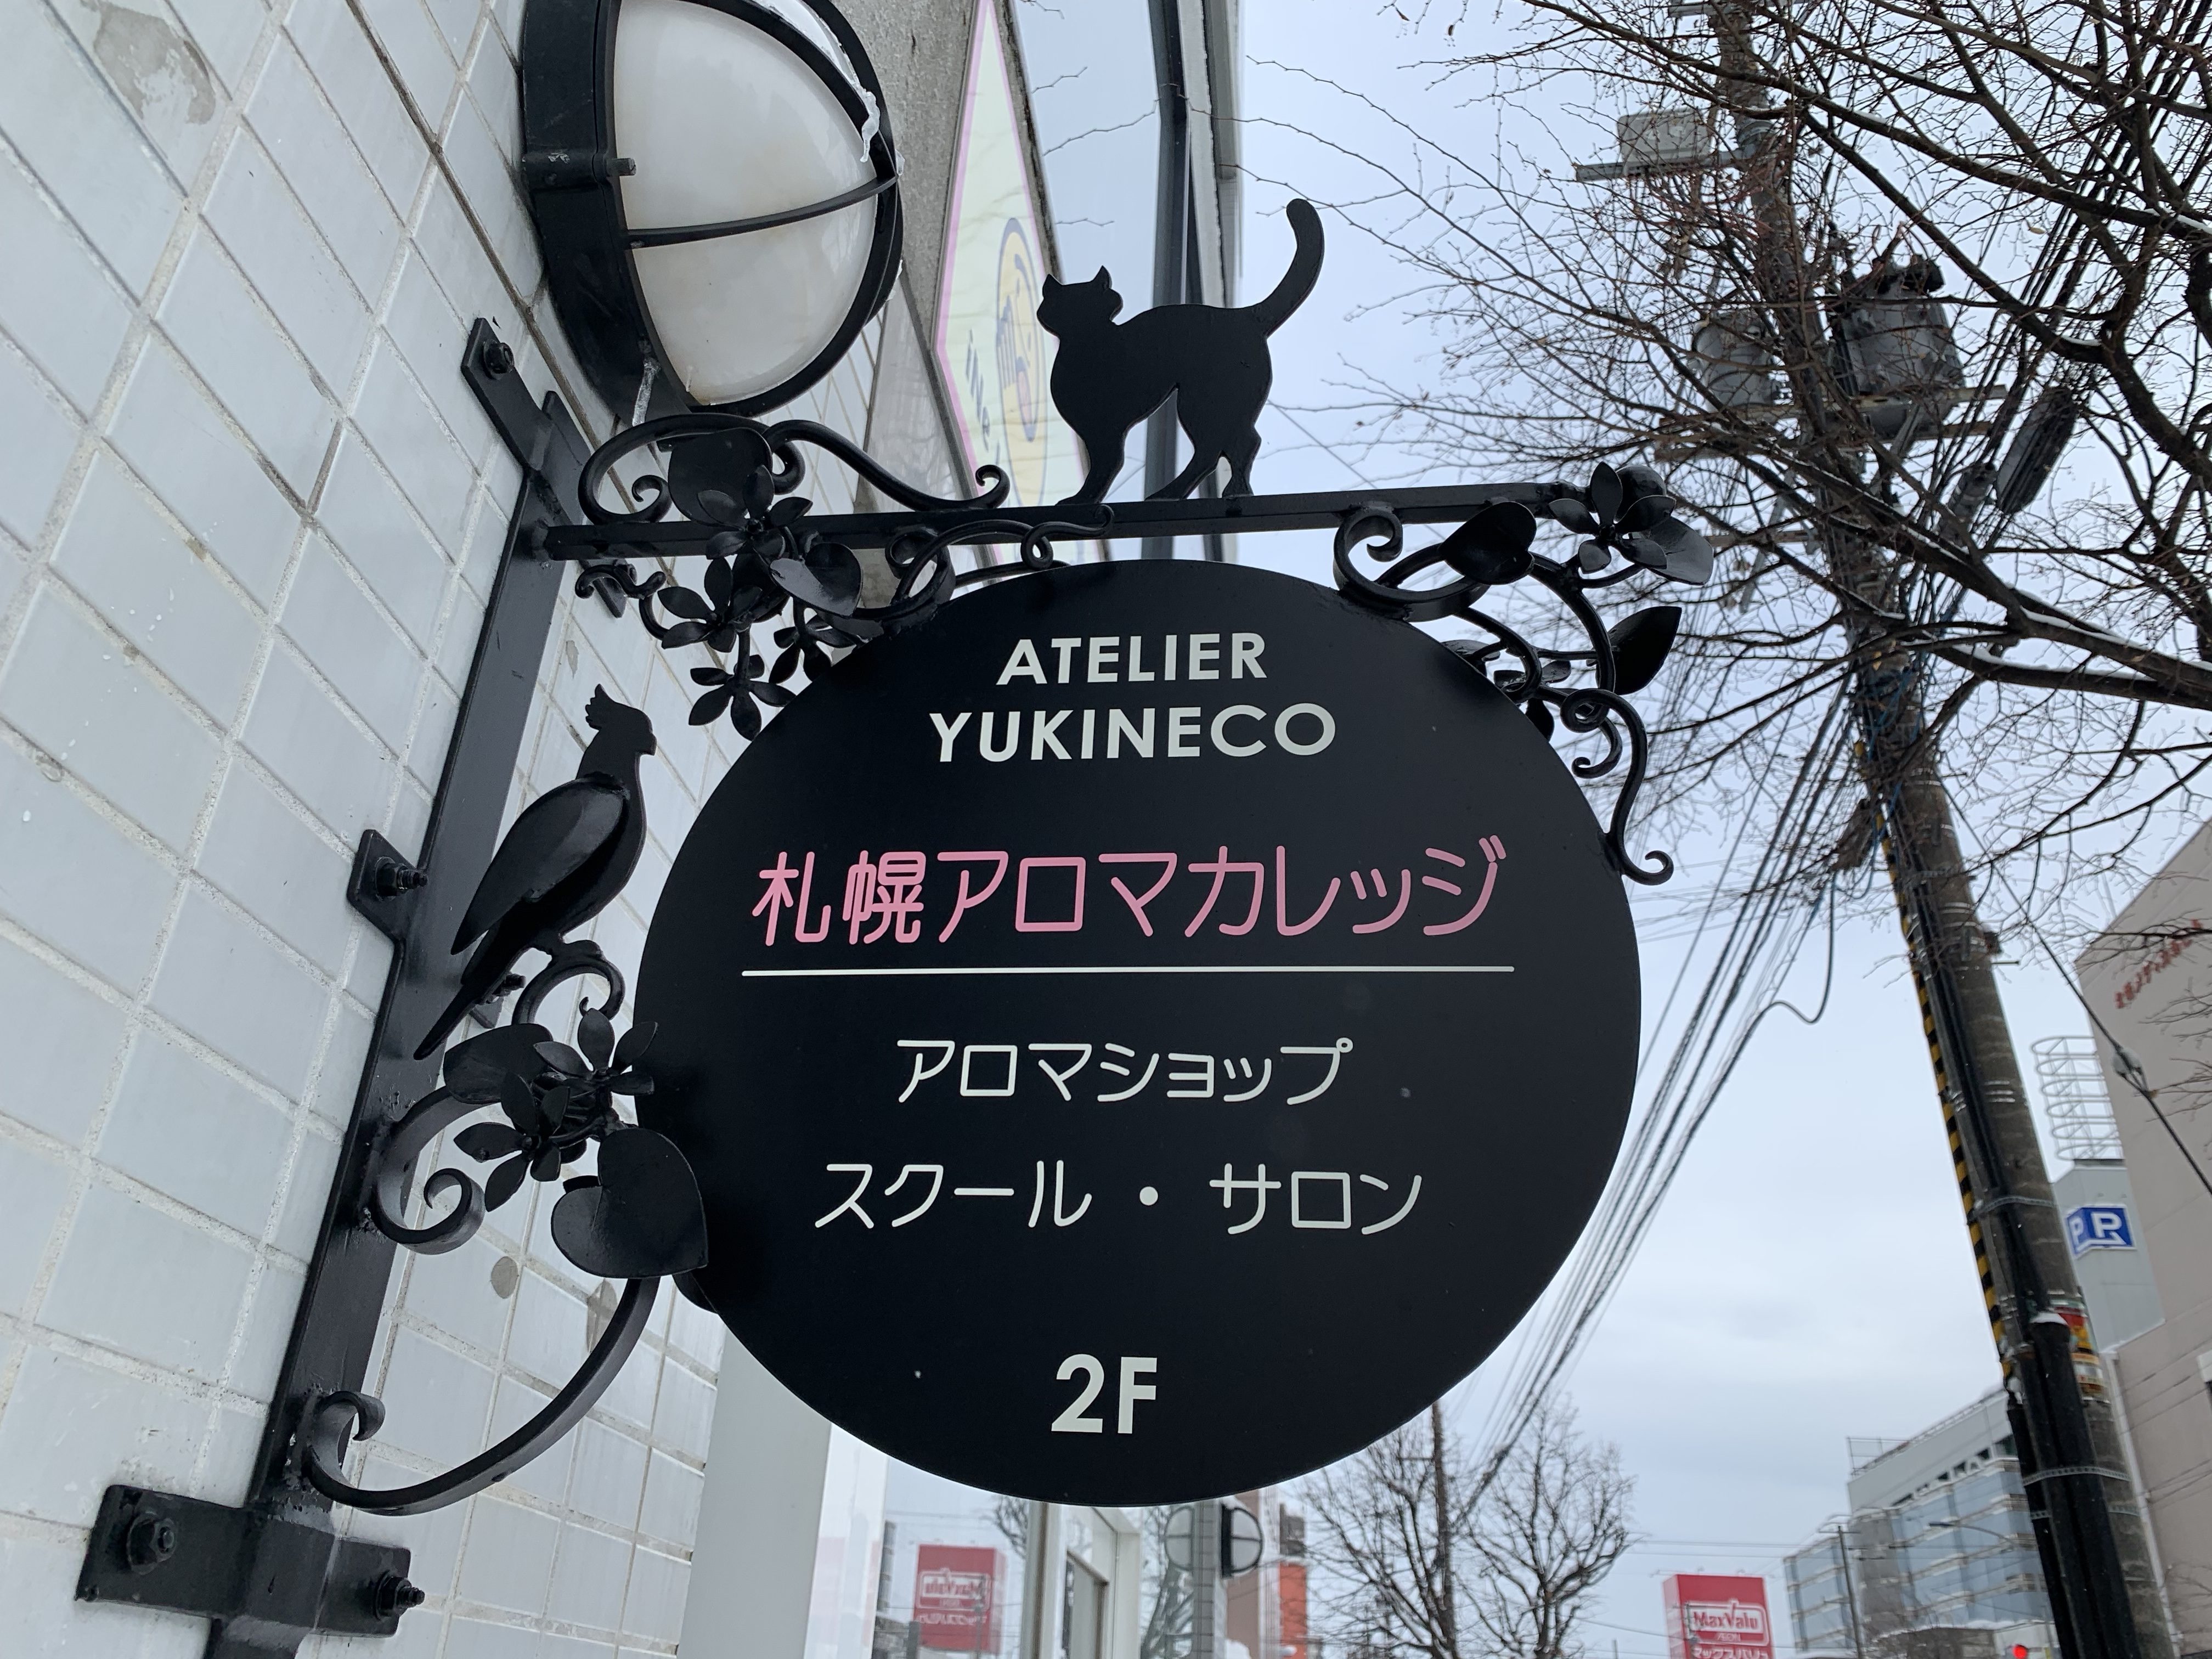 ATELIER
YUKINECO
札幌アロマカレッジ
アロマショップ
スクール・サロン
2F
P
P
MaxValu